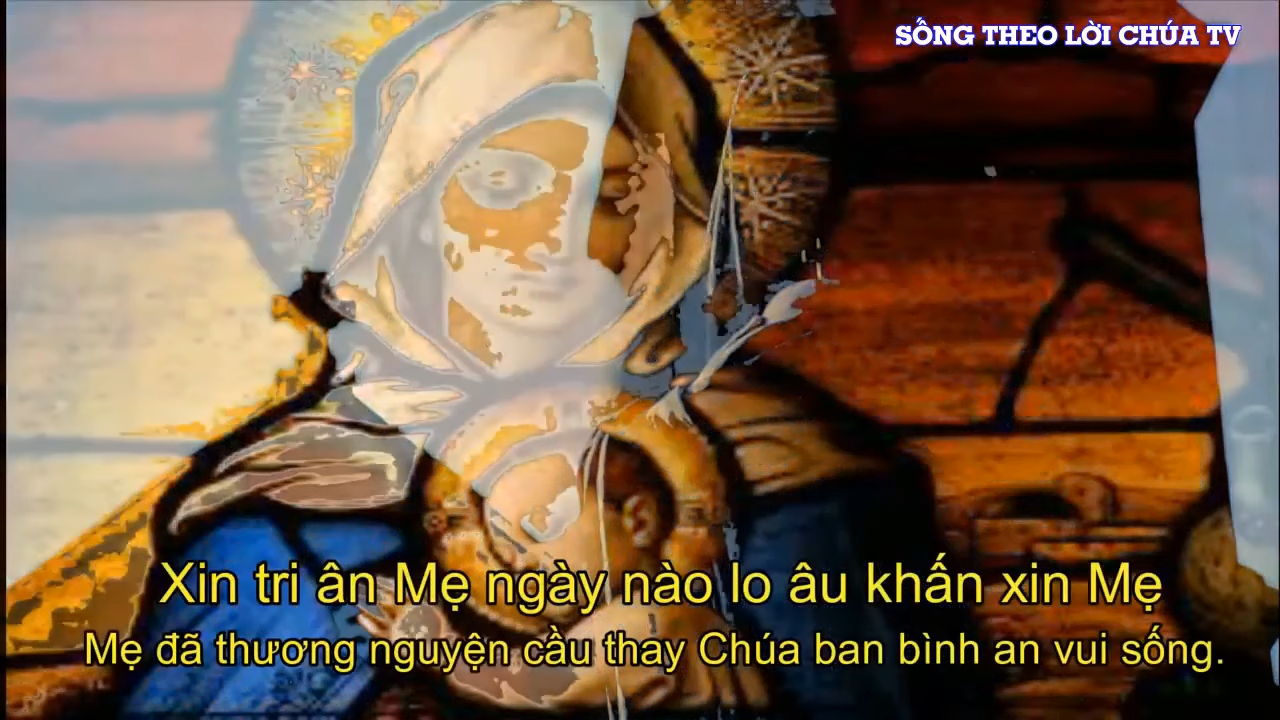 SỐNG THEO LỜI CHÚA TV
Xin tri ân Mẹ ngày nào lo âu khấn xin Mẹ
Mẹ đã thương nguyện cầu thay Chúa ban bình an vui sống.